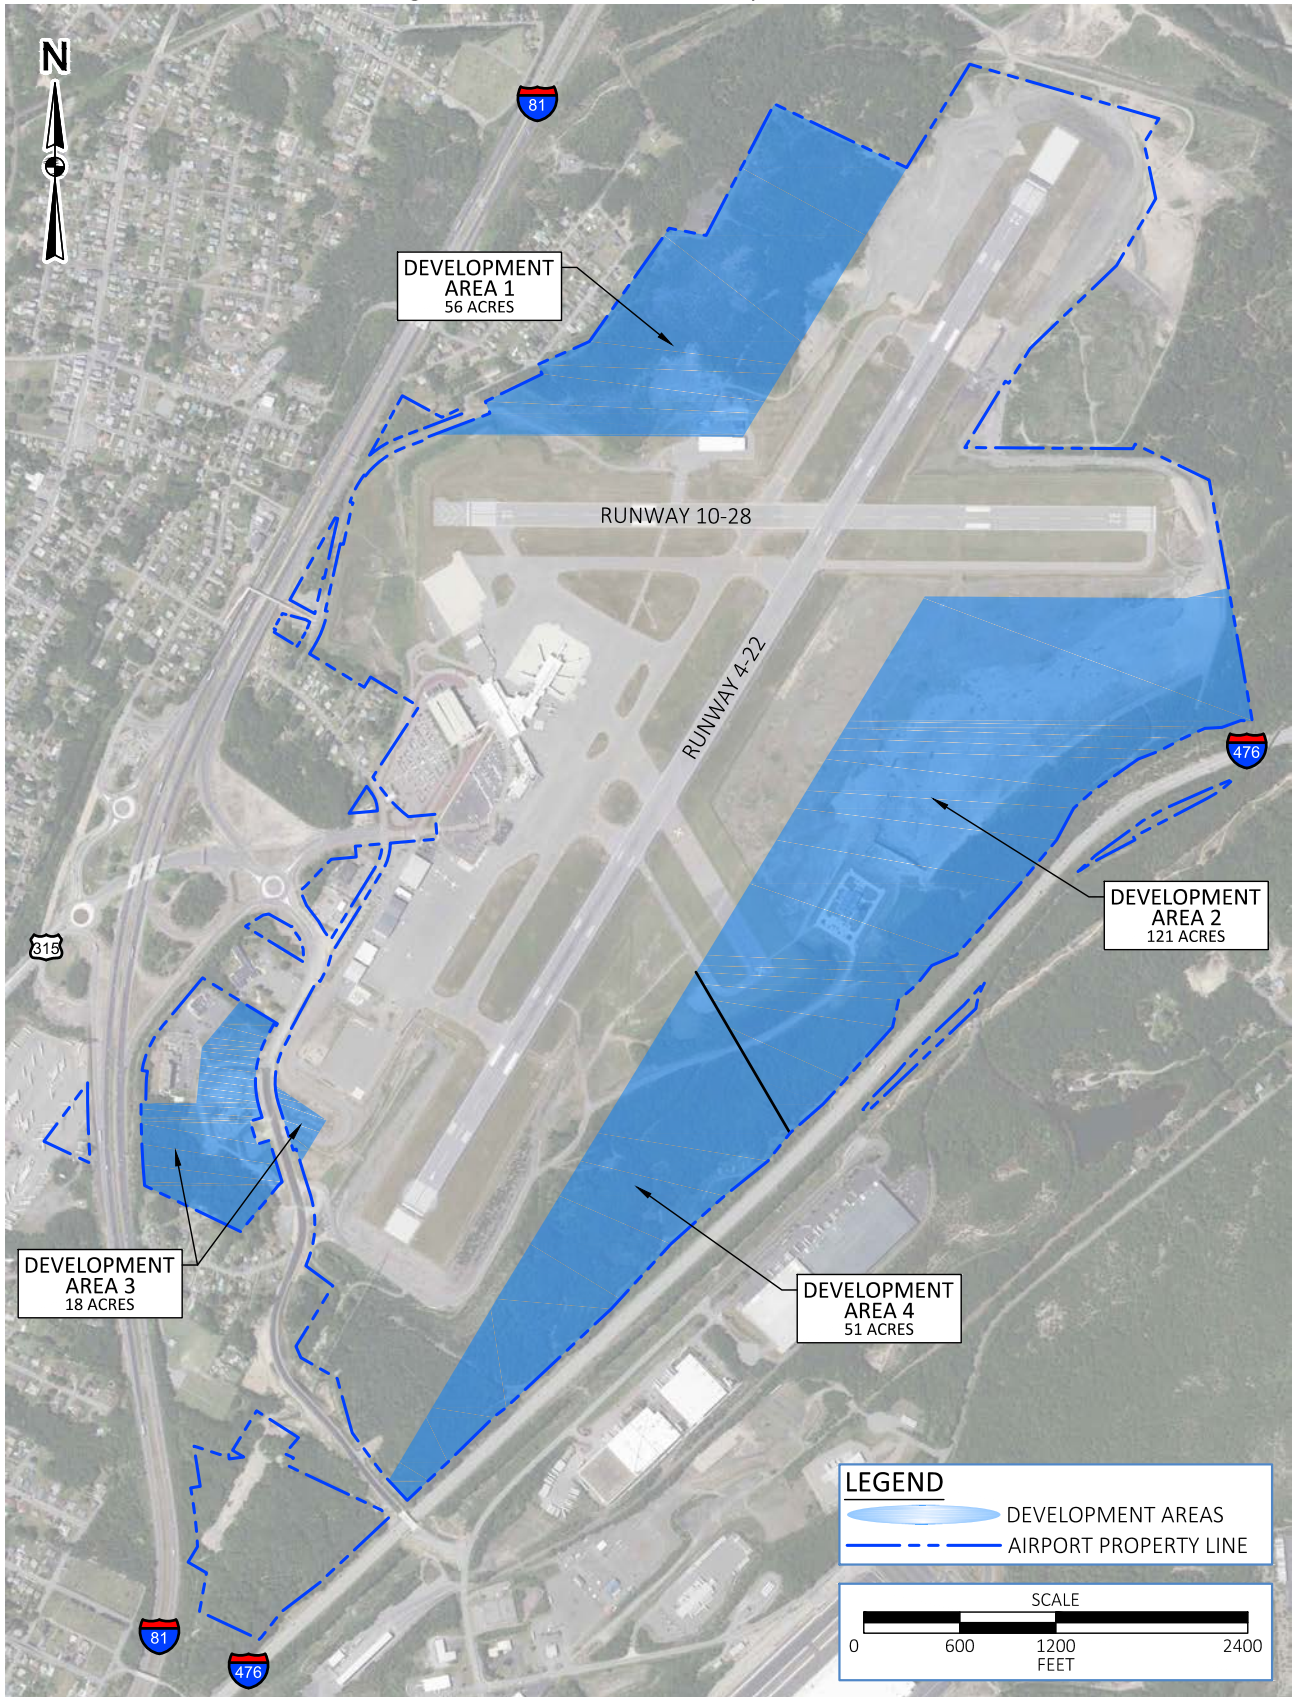 N
81
DEVELOPMENT
AREA 1
56 ACRES
RUNWAY 10-28
RUNWAY 4-22
476
DEVELOPMENT
AREA 2
121 ACRES
315
DEVELOPMENT
AREA 3
18 ACRES
DEVELOPMENT
AREA 4
51 ACRES
LEGEND
DEVELOPMENT AREAS
AIRPORT PROPERTY LINE
SCALE
0 600 1200 2400
FEET
81
476